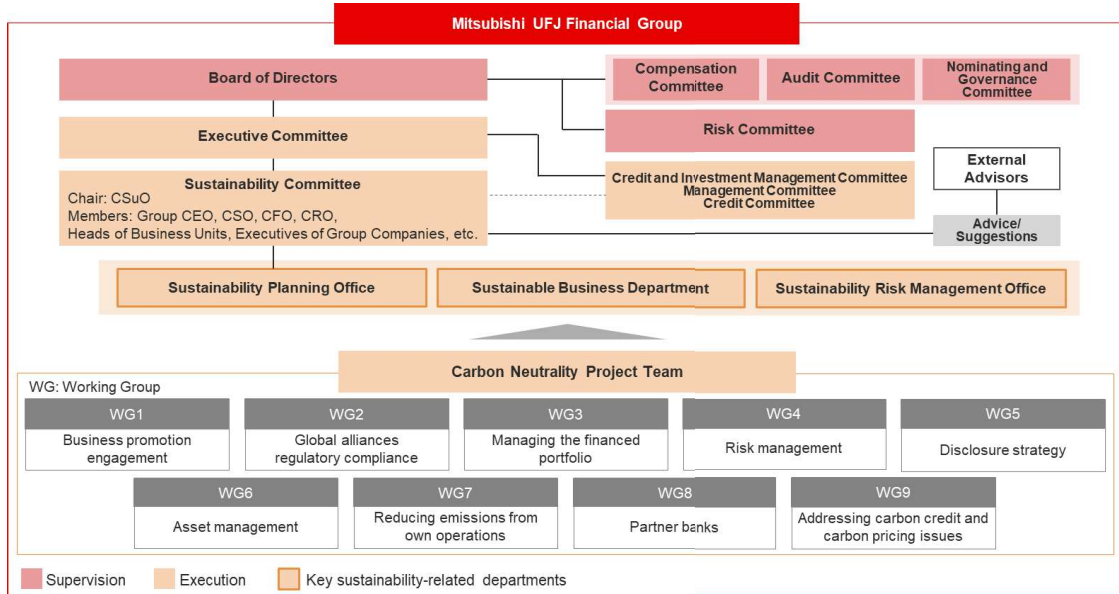 Mitsubishi UFJ Financial Group
Board of Directors
Compensation
Committee
Audit Committee
Nominating and
Governance
Committee
Executive Committee
Risk Committee
Sustainability Committee
Chair: CSuO
Members: Group CEO, CSO, CFO, CRO,
Heads of Business Units, Executives of Group Companies, etc.
Credit and Investment Management Committee
Management Committee
Credit Committee
External
Advisors
Advice/
Suggestions
Sustainability Planning Office
Sustainable Business Department
Sustainability Risk Management Office
Carbon Neutrality Project Team
WG: Working Group
WG1
Business promotion
engagement
WG2
Global alliances
regulatory compliance
WG3
Managing the financed
portfolio
WG4
Risk management
WG5
Disclosure strategy
WG6
Asset management
WG7
Reducing emissions from
own operations
WG8
Partner banks
WG9
Addressing carbon credit and
carbon pricing issues
Supervision
Execution
Key sustainability-related departments